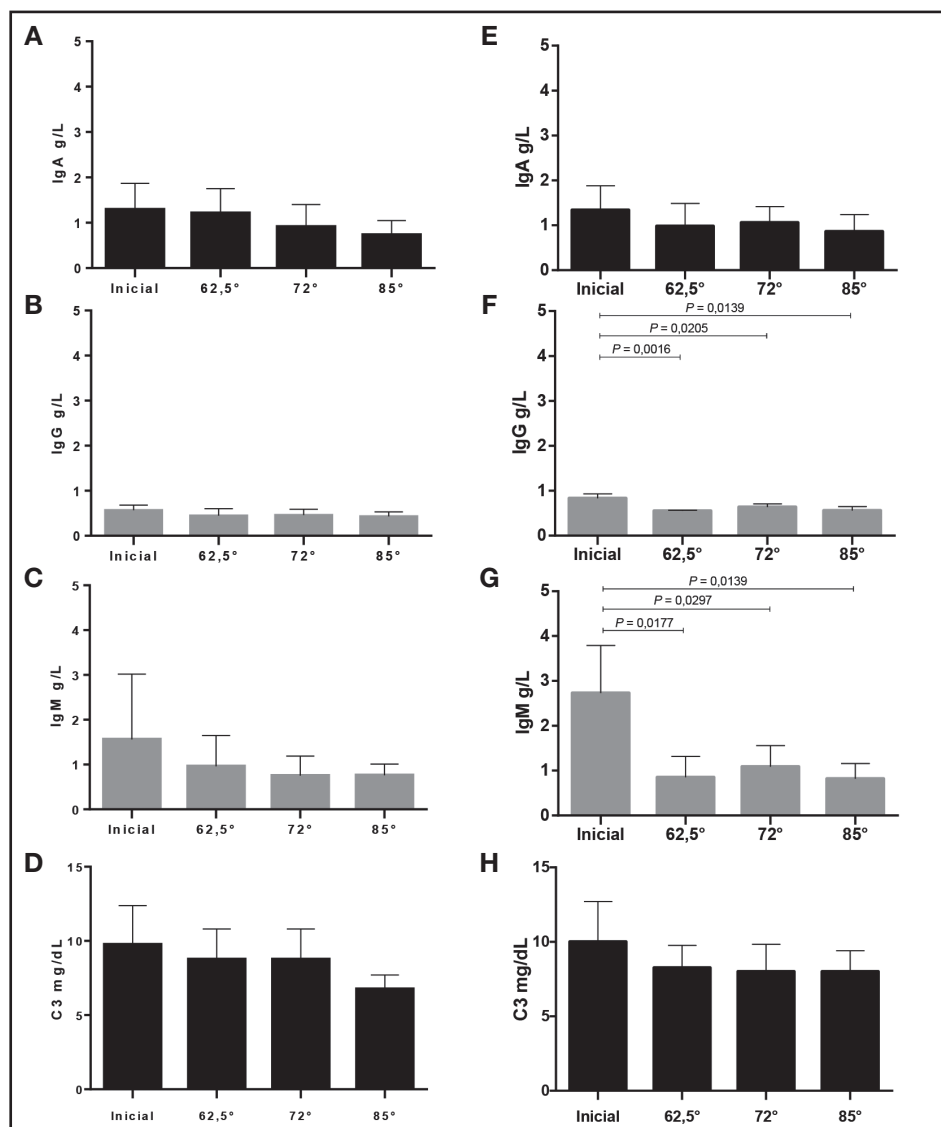 A
IgA g/L
5
4
3
2
1
0
Inicial 62,5° 72° 85°
E
IgA g/L
5
4
3
2
1
0
Inicial 62,5° 72° 85°
B
IgG g/L
5
4
3
2
1
0
Inicial 62,5° 72° 85°
F
IgG g/L
5
4
3
2
1
0
P = 0,0139
P = 0,0205
P = 0,0016
Inicial 62,5° 72° 85°
C
IgM g/L
5
4
3
2
1
0
Inicial 62,5° 72° 85°
G
IgM g/L
5
4
3
2
1
0
P = 0,0139
P = 0,0297
P = 0,0177
Inicial 62,5° 72° 85°
D
C3 mg/dL
15
10
5
0
Inicial 62,5° 72° 85°
H
C3 mg/dL
15
10
5
0
Inicial 62,5° 72° 85°